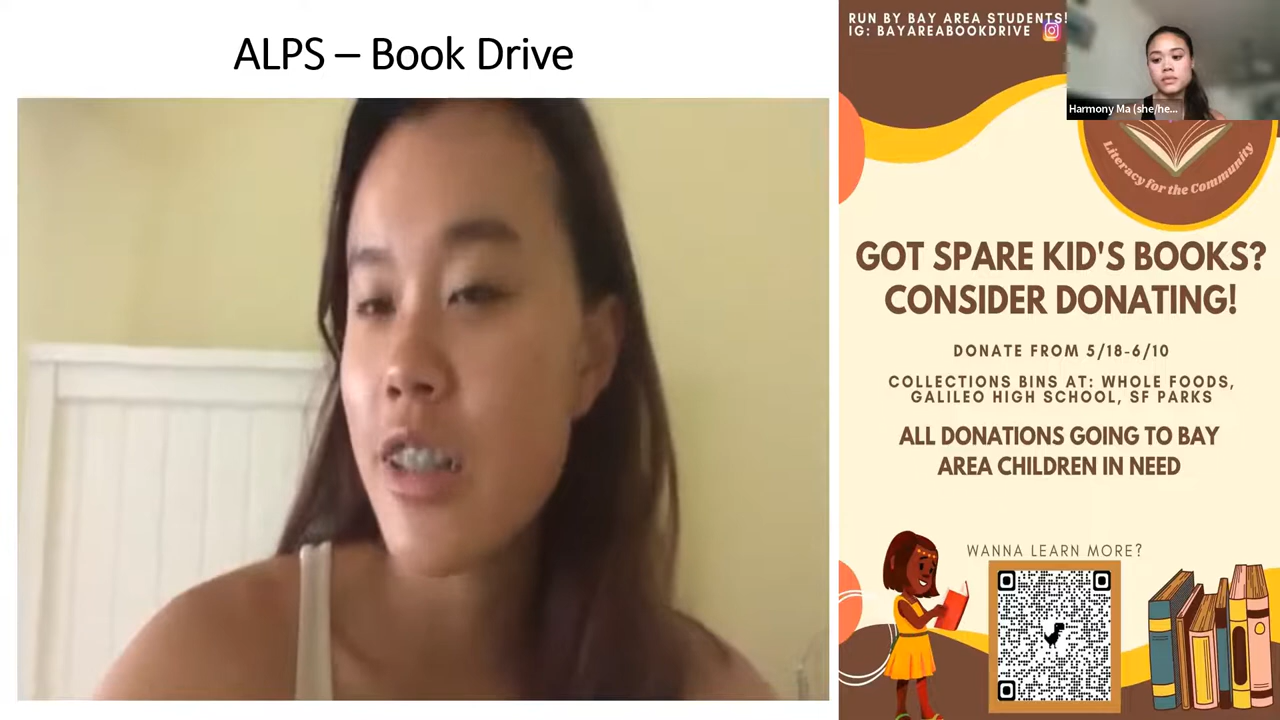 ALPS – Book Drive
RUN BY BAY AREA STUDENTS!
IG: BAYAREABOOKDRIVE
Harmony Ma (she/he...
Literacy for the Community
GOT SPARE KID'S BOOKS?
CONSIDER DONATING!
DONATE FROM 5/18-6/10
COLLECTIONS BINS AT: WHOLE FOODS,
GALILEO HIGH SCHOOL, SF PARKS
ALL DONATIONS GOING TO BAY
AREA CHILDREN IN NEED
WANNA LEARN MORE?